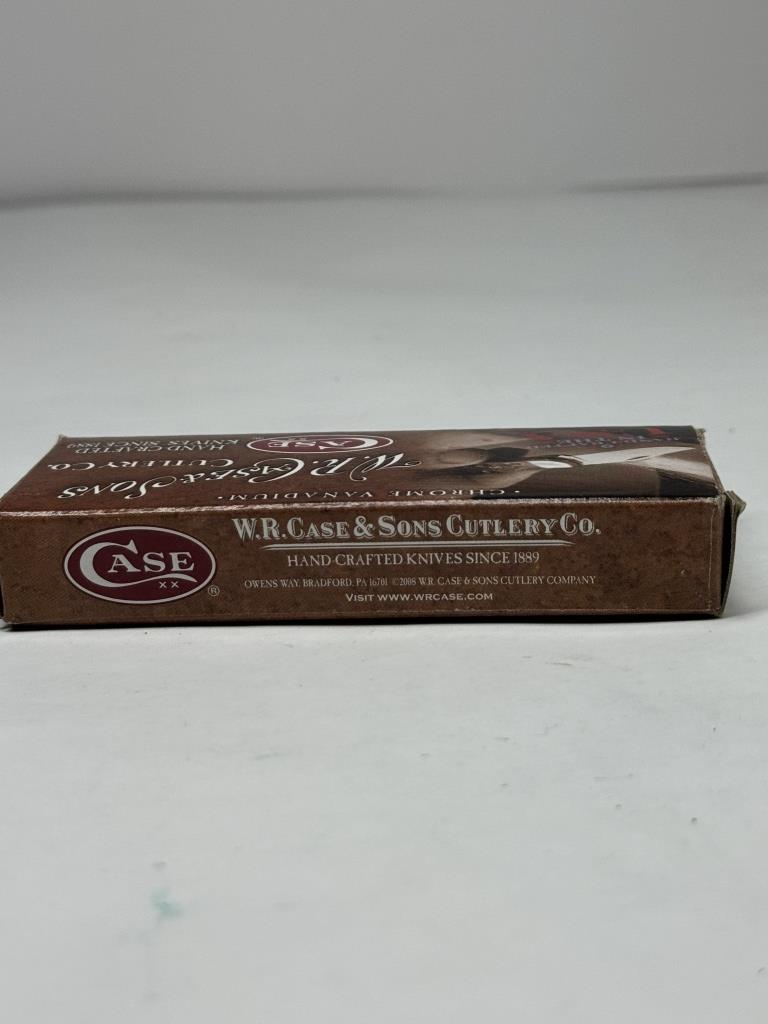 CASE
XX
®
W.R. CASE & SONS CUTLERY CO.
HAND-CRAFTED KNIVES SINCE 1889
OWENS WAY, BRADFORD, PA 16701 ©2008 W.R. CASE & SONS CUTLERY COMPANY
VISIT WWW.WRCASE.COM
• CHROME VANADIUM •
W.R. CASE & SONS
CUTLERY CO.
HAND-CRAFTED
KNIVES SINCE 1889
CASE